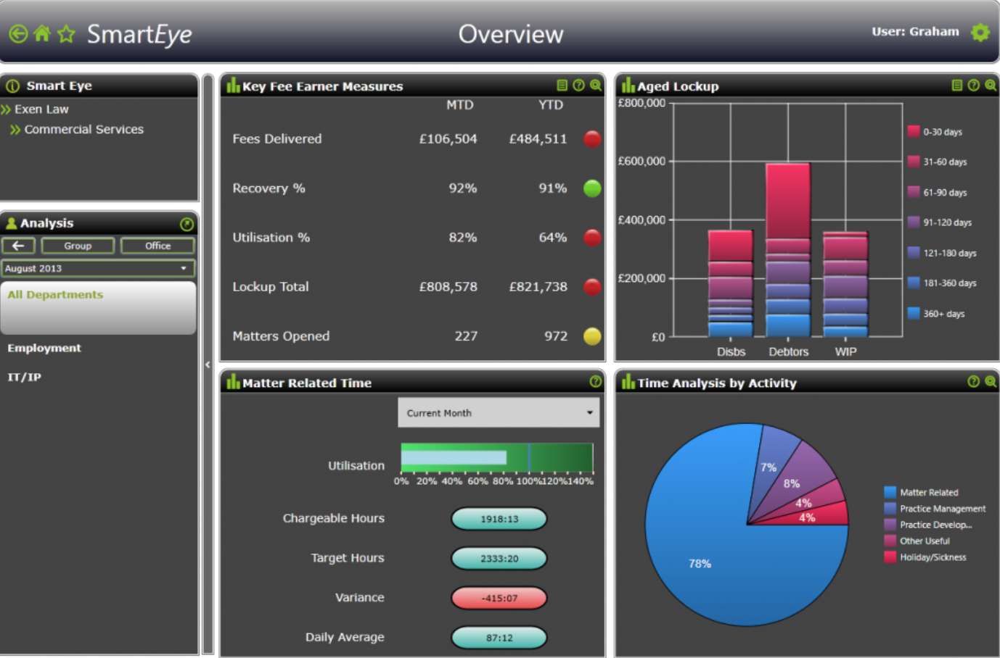 SmartEye
Overview
User: Graham
Smart Eye
Exen Law
Commercial Services
Analysis
Group
Office
August 2013
All Departments
Employment
IT/IP
Key Fee Earner Measures
MTD YTD
Fees Delivered £106,504 £484,511
Recovery % 92% 91%
Utilisation % 82% 64%
Lockup Total £808,578 £821,738
Matters Opened 227 972
Aged Lockup
£800,000
£600,000
£400,000
£200,000
£0
Disbs Debtors WIP
0-30 days
31-60 days
61-90 days
91-120 days
121-180 days
181-360 days
360+ days
Matter Related Time
Current Month
Utilisation
0% 20% 40% 60% 80% 100% 120% 140%
Chargeable Hours 1918:13
Target Hours 2333:20
Variance -415:07
Daily Average 87:12
Time Analysis by Activity
7%
8%
4%
4%
78%
Matter Related
Practice Management
Practice Develop...
Other Useful
Holiday/Sickness